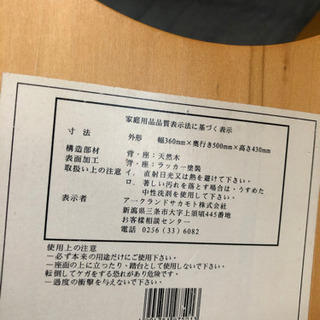 家庭用品品質表示法に基づく表示
寸法 外形 幅360mm×奥行き500mm×高さ430mm
構造部材 背・座：天然木
表面加工 背・座：ラッカー塗装
取扱い上の注意 イ．直射日光又は熱を避けて下さい。
ロ．著しい汚れを落とす場合は、うすめた
中性洗剤を使用して下さい。
表示者 アークランドサカモト株式会社
新潟県三条市大字上須頃445番地
お客様相談センター
電話 0256（33）6082
使用上の注意
－必ず本来の用途だけにご使用下さい。
－座面の上に立ったり、踏台として使用しないで下さい。
転倒してケガをする恐れがあり危険です。
－過度の衝撃を与えないで下さい。